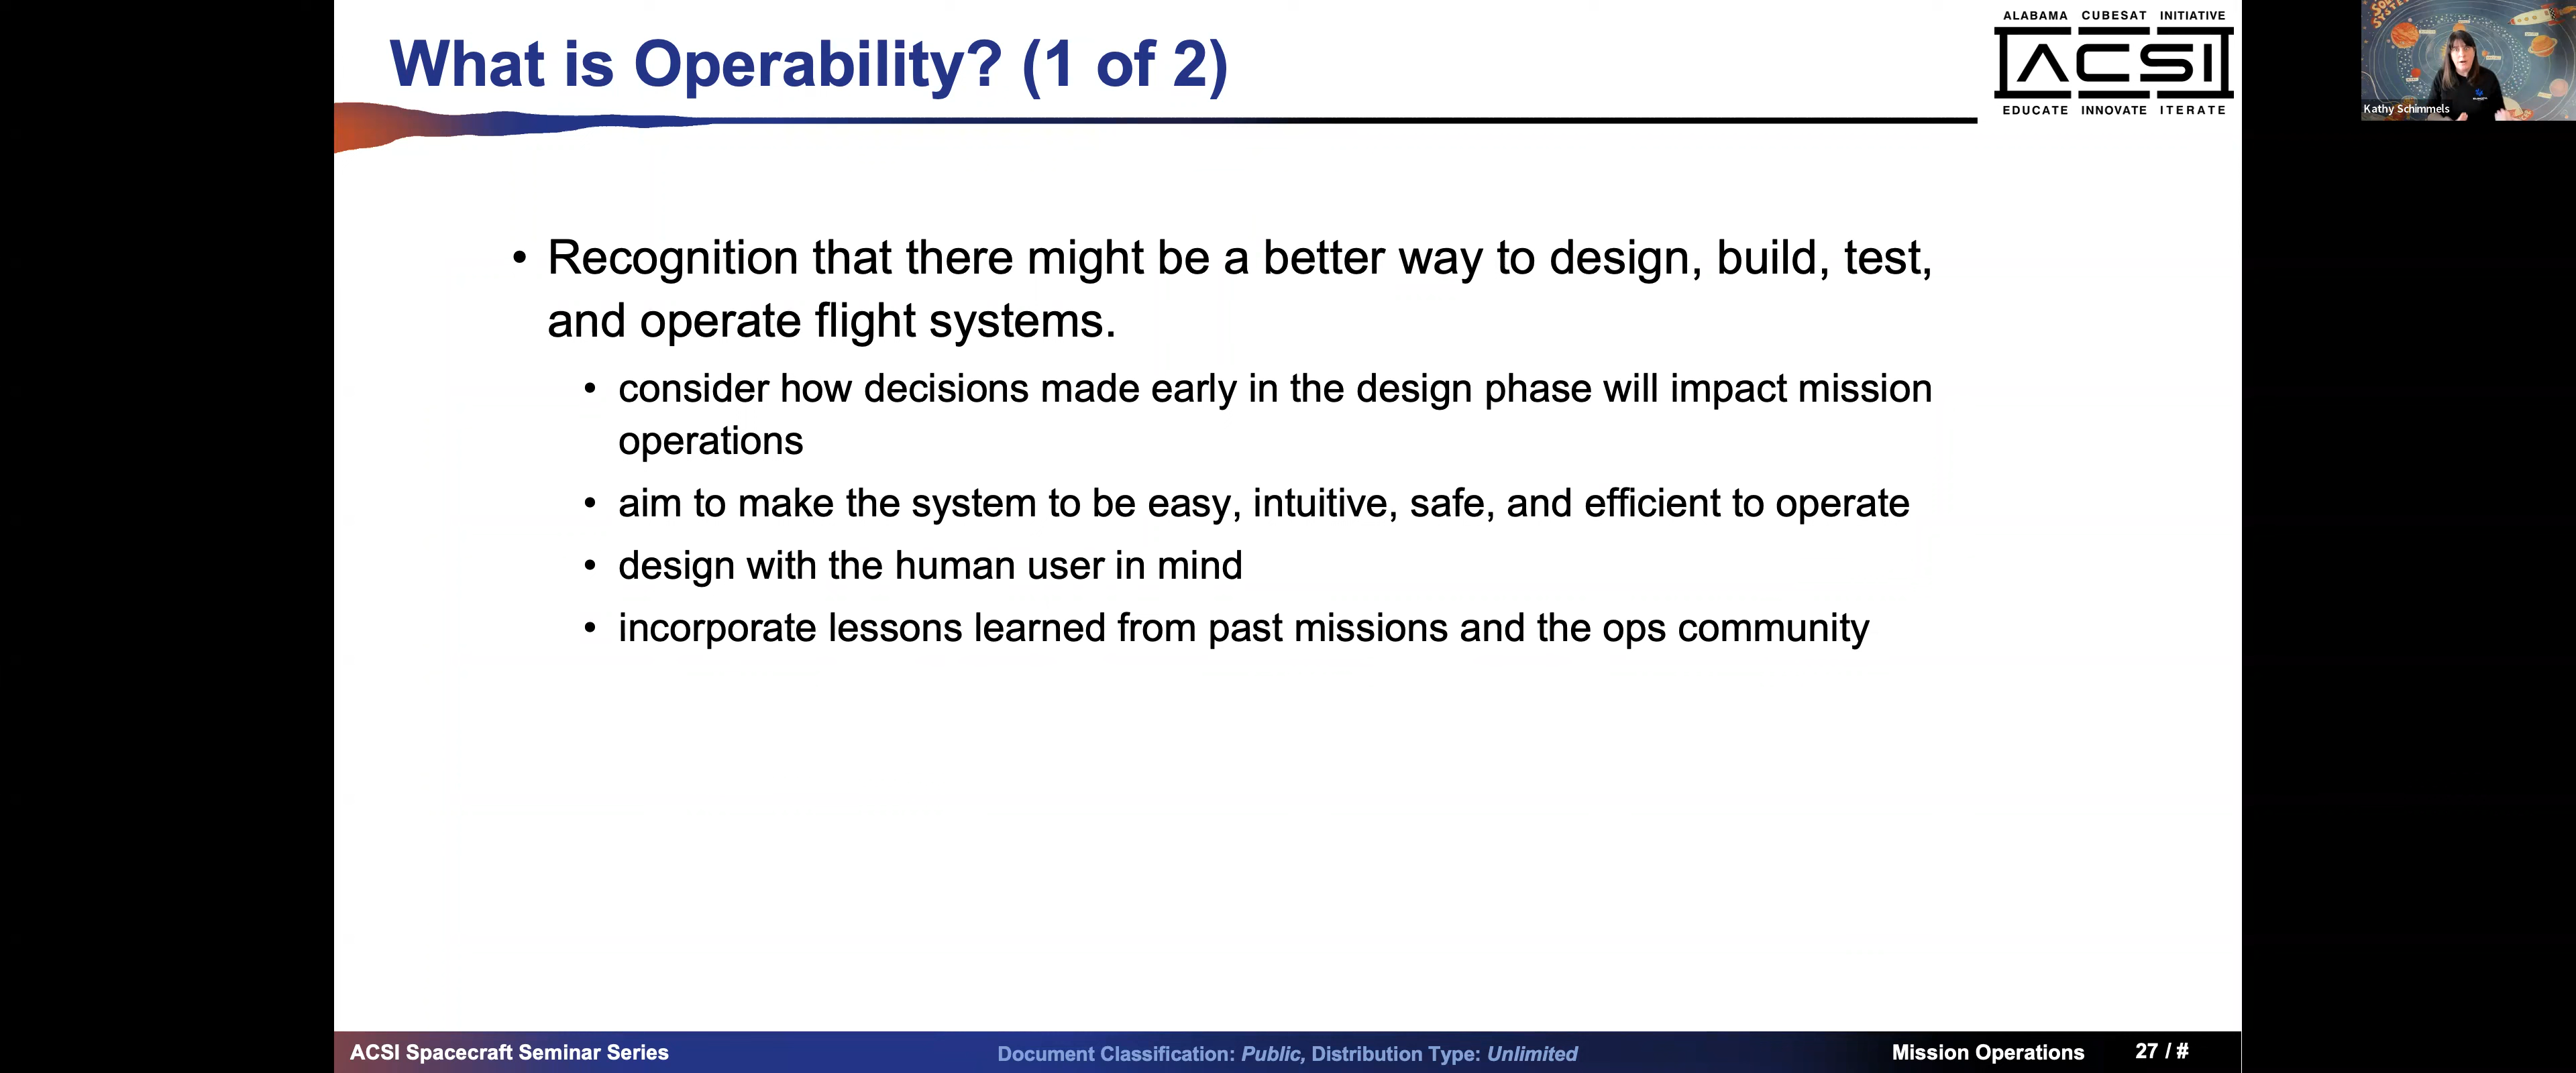 What is Operability? (1 of 2)
ALABAMA CUBESAT INITIATIVE
ACSI
EDUCATE INNOVATE ITERATE
Kathy Schimmels
• Recognition that there might be a better way to design, build, test,
and operate flight systems.
• consider how decisions made early in the design phase will impact mission
operations
• aim to make the system to be easy, intuitive, safe, and efficient to operate
• design with the human user in mind
• incorporate lessons learned from past missions and the ops community
ACSI Spacecraft Seminar Series
Document Classification: Public, Distribution Type: Unlimited
Mission Operations
27 / #